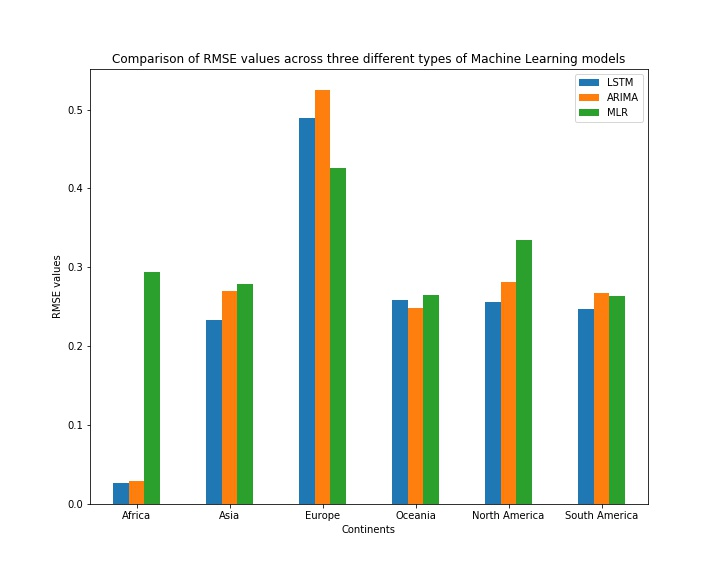 Comparison of RMSE values across three different types of Machine Learning models
LSTM
ARIMA
MLR
RMSE values
0.5
0.4
0.3
0.2
0.1
0.0
Africa Asia Europe Oceania North America South America
Continents